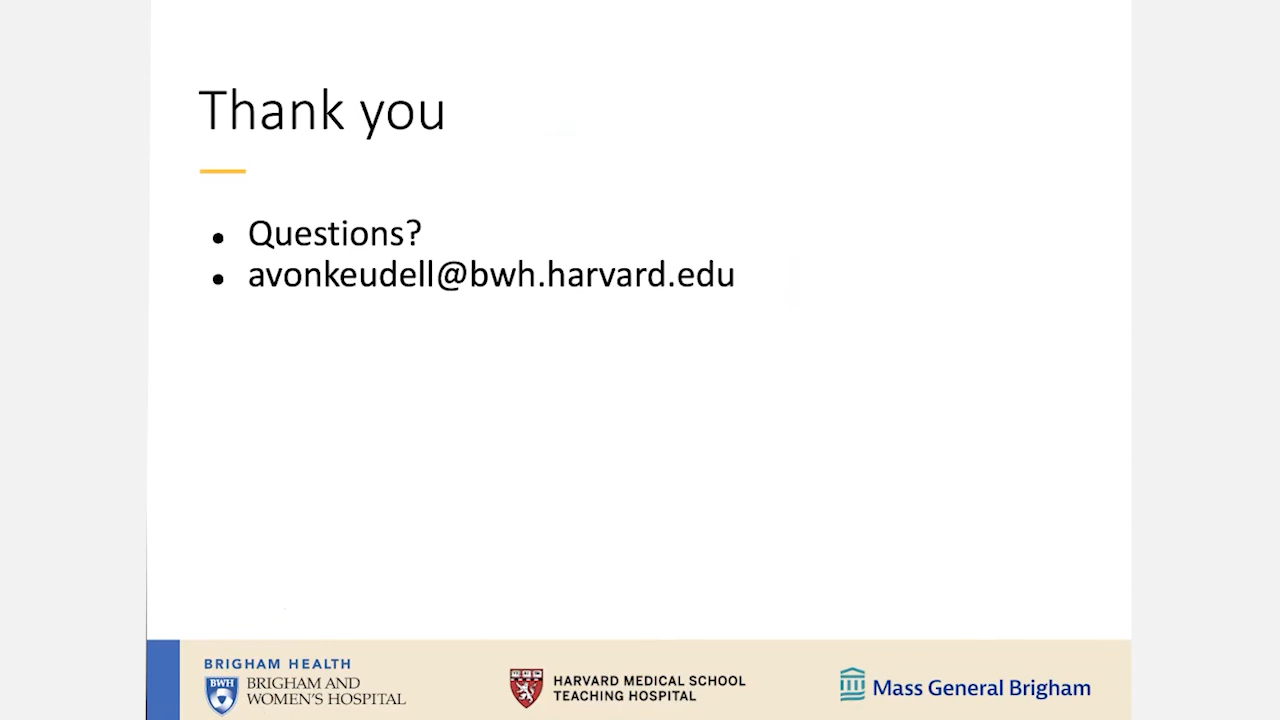 Thank you
• Questions?
• avonkeudell@bwh.harvard.edu
BRIGHAM HEALTH
BWH
BRIGHAM AND
WOMEN'S HOSPITAL
HARVARD MEDICAL SCHOOL
TEACHING HOSPITAL
Mass General Brigham